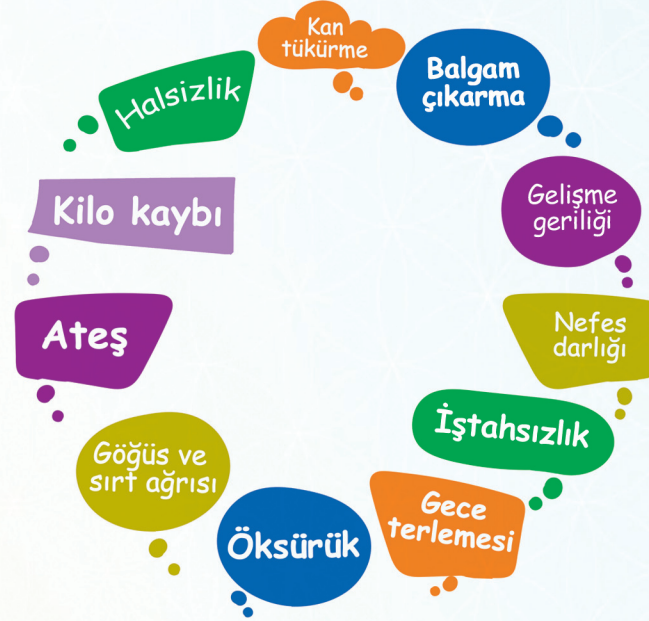 Kan
tükürme
Balgam
çıkarma
Gelişme
geriliği
Nefes
darlığı
İştahsızlık
Gece
terlemesi
Öksürük
Göğüs ve
sırt ağrısı
Ateş
Kilo kaybı
Halsizlik